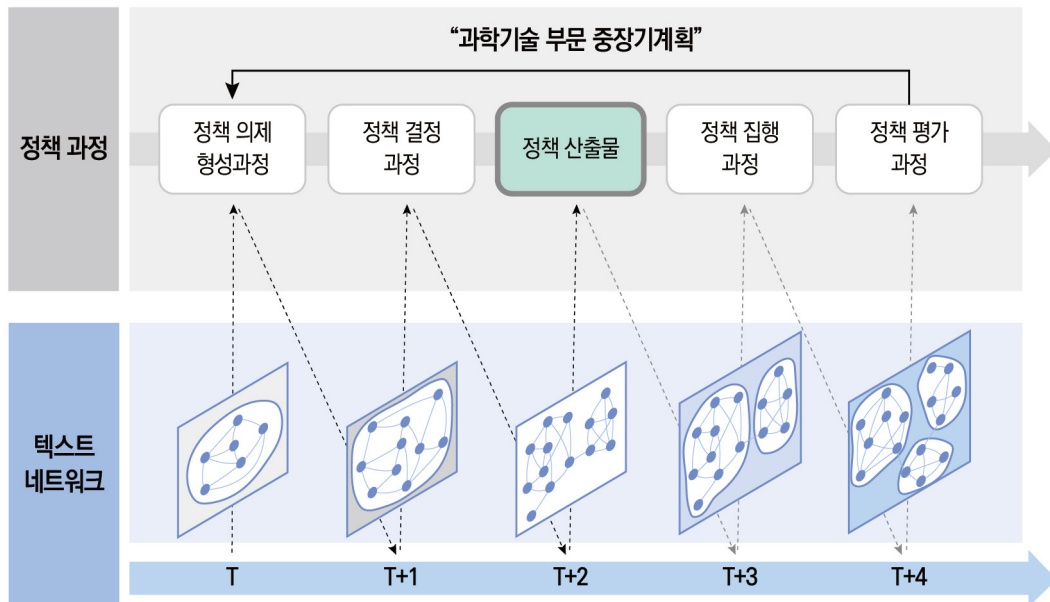 “과학기술 부문 중장기계획”
정책 과정
정책 의제
형성과정
정책 결정
과정
정책 산출물
정책 집행
과정
정책 평가
과정
텍스트
네트워크
T
T+1
T+2
T+3
T+4